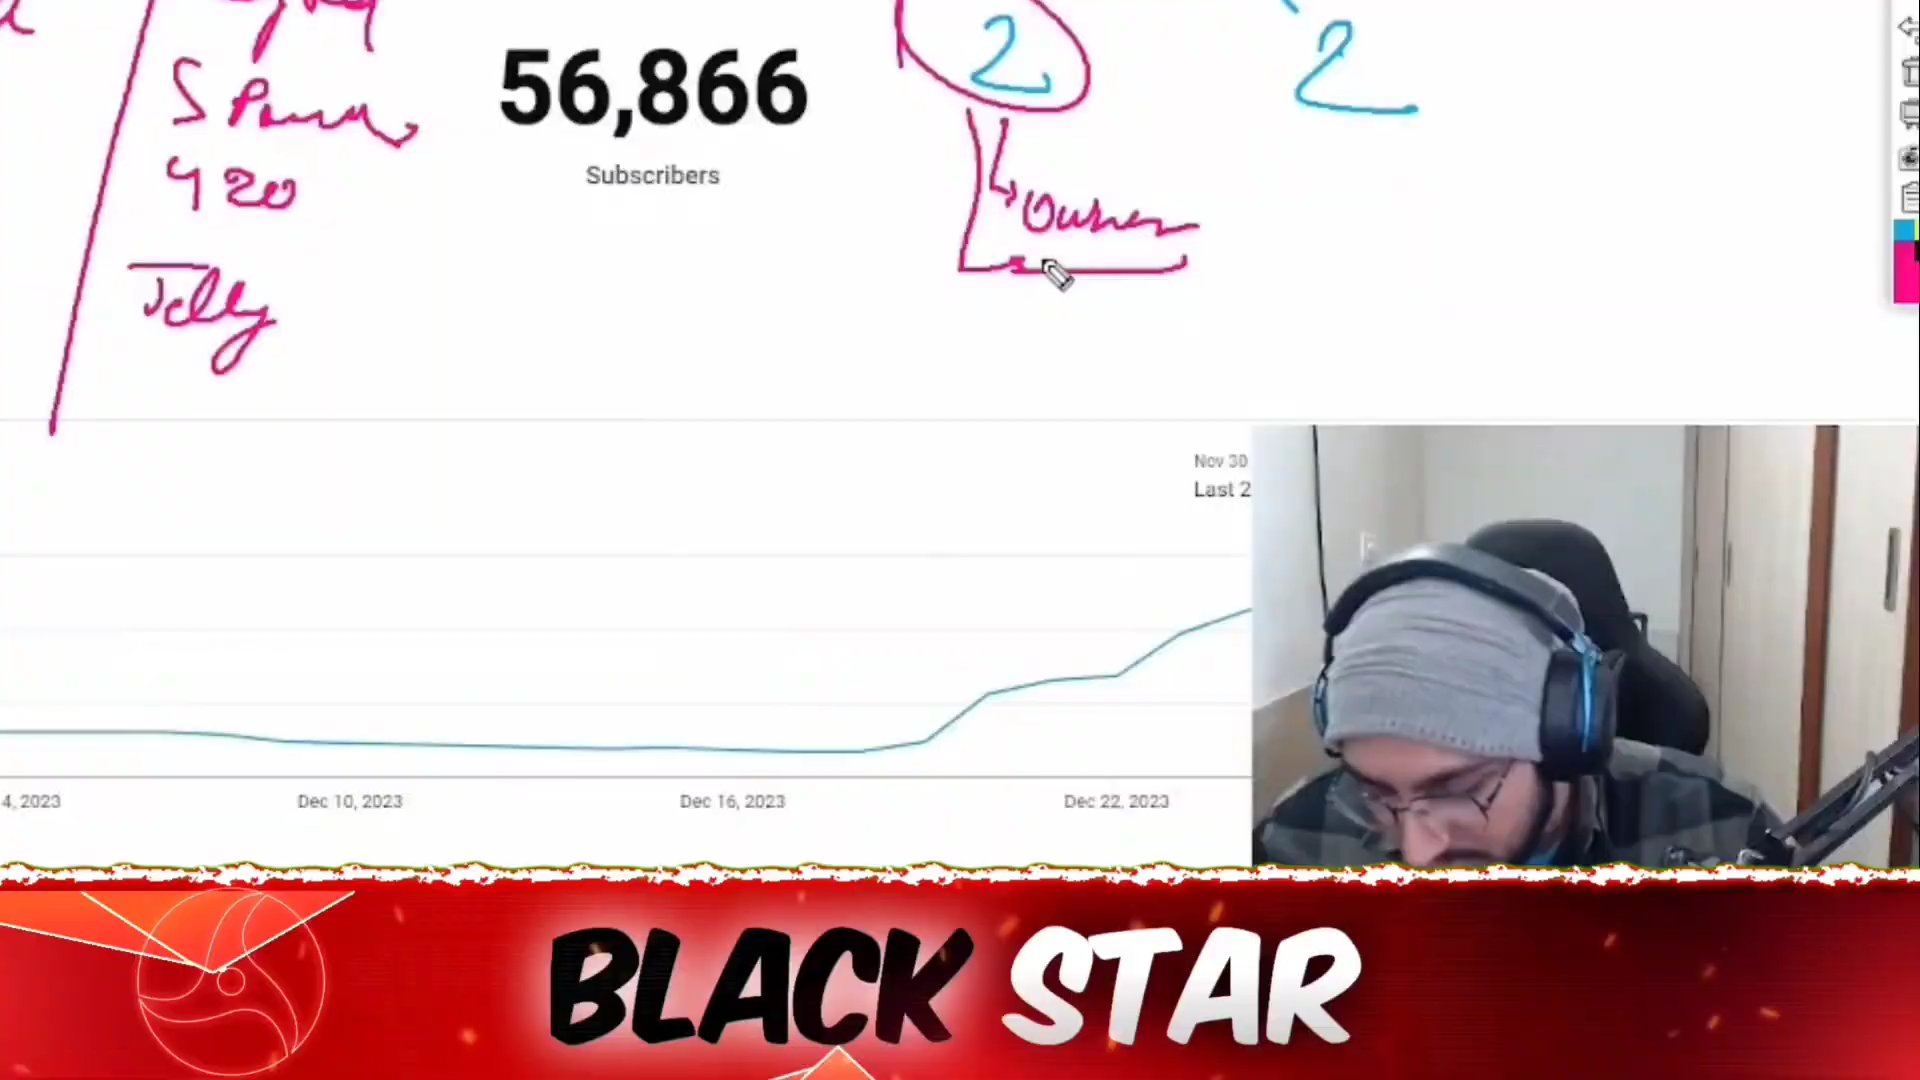 2
2
56,866
Subscribers
420
Owner
Jelly
Nov 30
Last 2
4, 2023
Dec 10, 2023
Dec 16, 2023
Dec 22, 2023
BLACK STAR